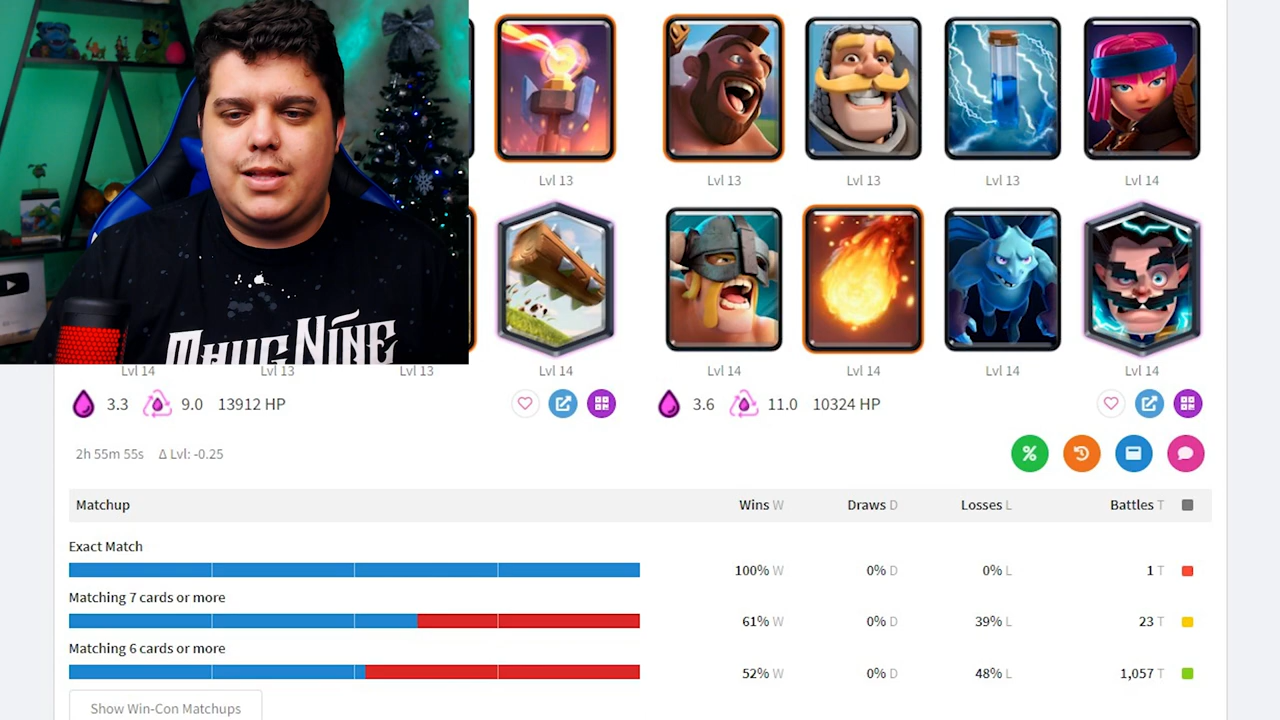 Lvl 13
Lvl 13
Lvl 13
Lvl 13
Lvl 14
THUGNINE
Lvl 14
Lvl 13
Lvl 13
Lvl 14
Lvl 14
Lvl 14
Lvl 14
Lvl 14
3.3
9.0
13912 HP
3.6
11.0
10324 HP
2h 55m 55s
Δ Lvl: -0.25
%
Matchup
Wins W
Draws D
Losses L
Battles T
Exact Match
100% W
0% D
0% L
1 T
Matching 7 cards or more
61% W
0% D
39% L
23 T
Matching 6 cards or more
52% W
0% D
48% L
1,057 T
Show Win-Con Matchups